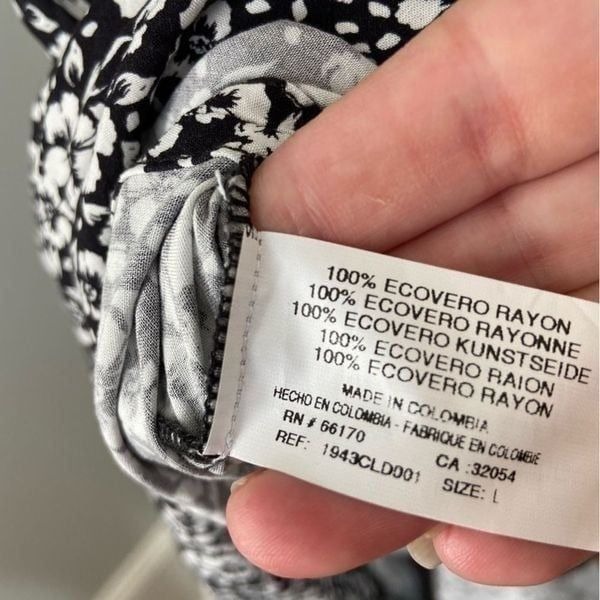 100% ECOVERO RAYON
100% ECOVERO RAYONNE
100% ECOVERO KUNSTSEIDE
100% ECOVERO RAION
100% ECOVERO RAYON
MADE IN COLOMBIA
HECHO EN COLOMBIA - FABRIQUE EN COLOMBIE
RN # 66170 CA :32054
REF: 1943CLD001 SIZE: L